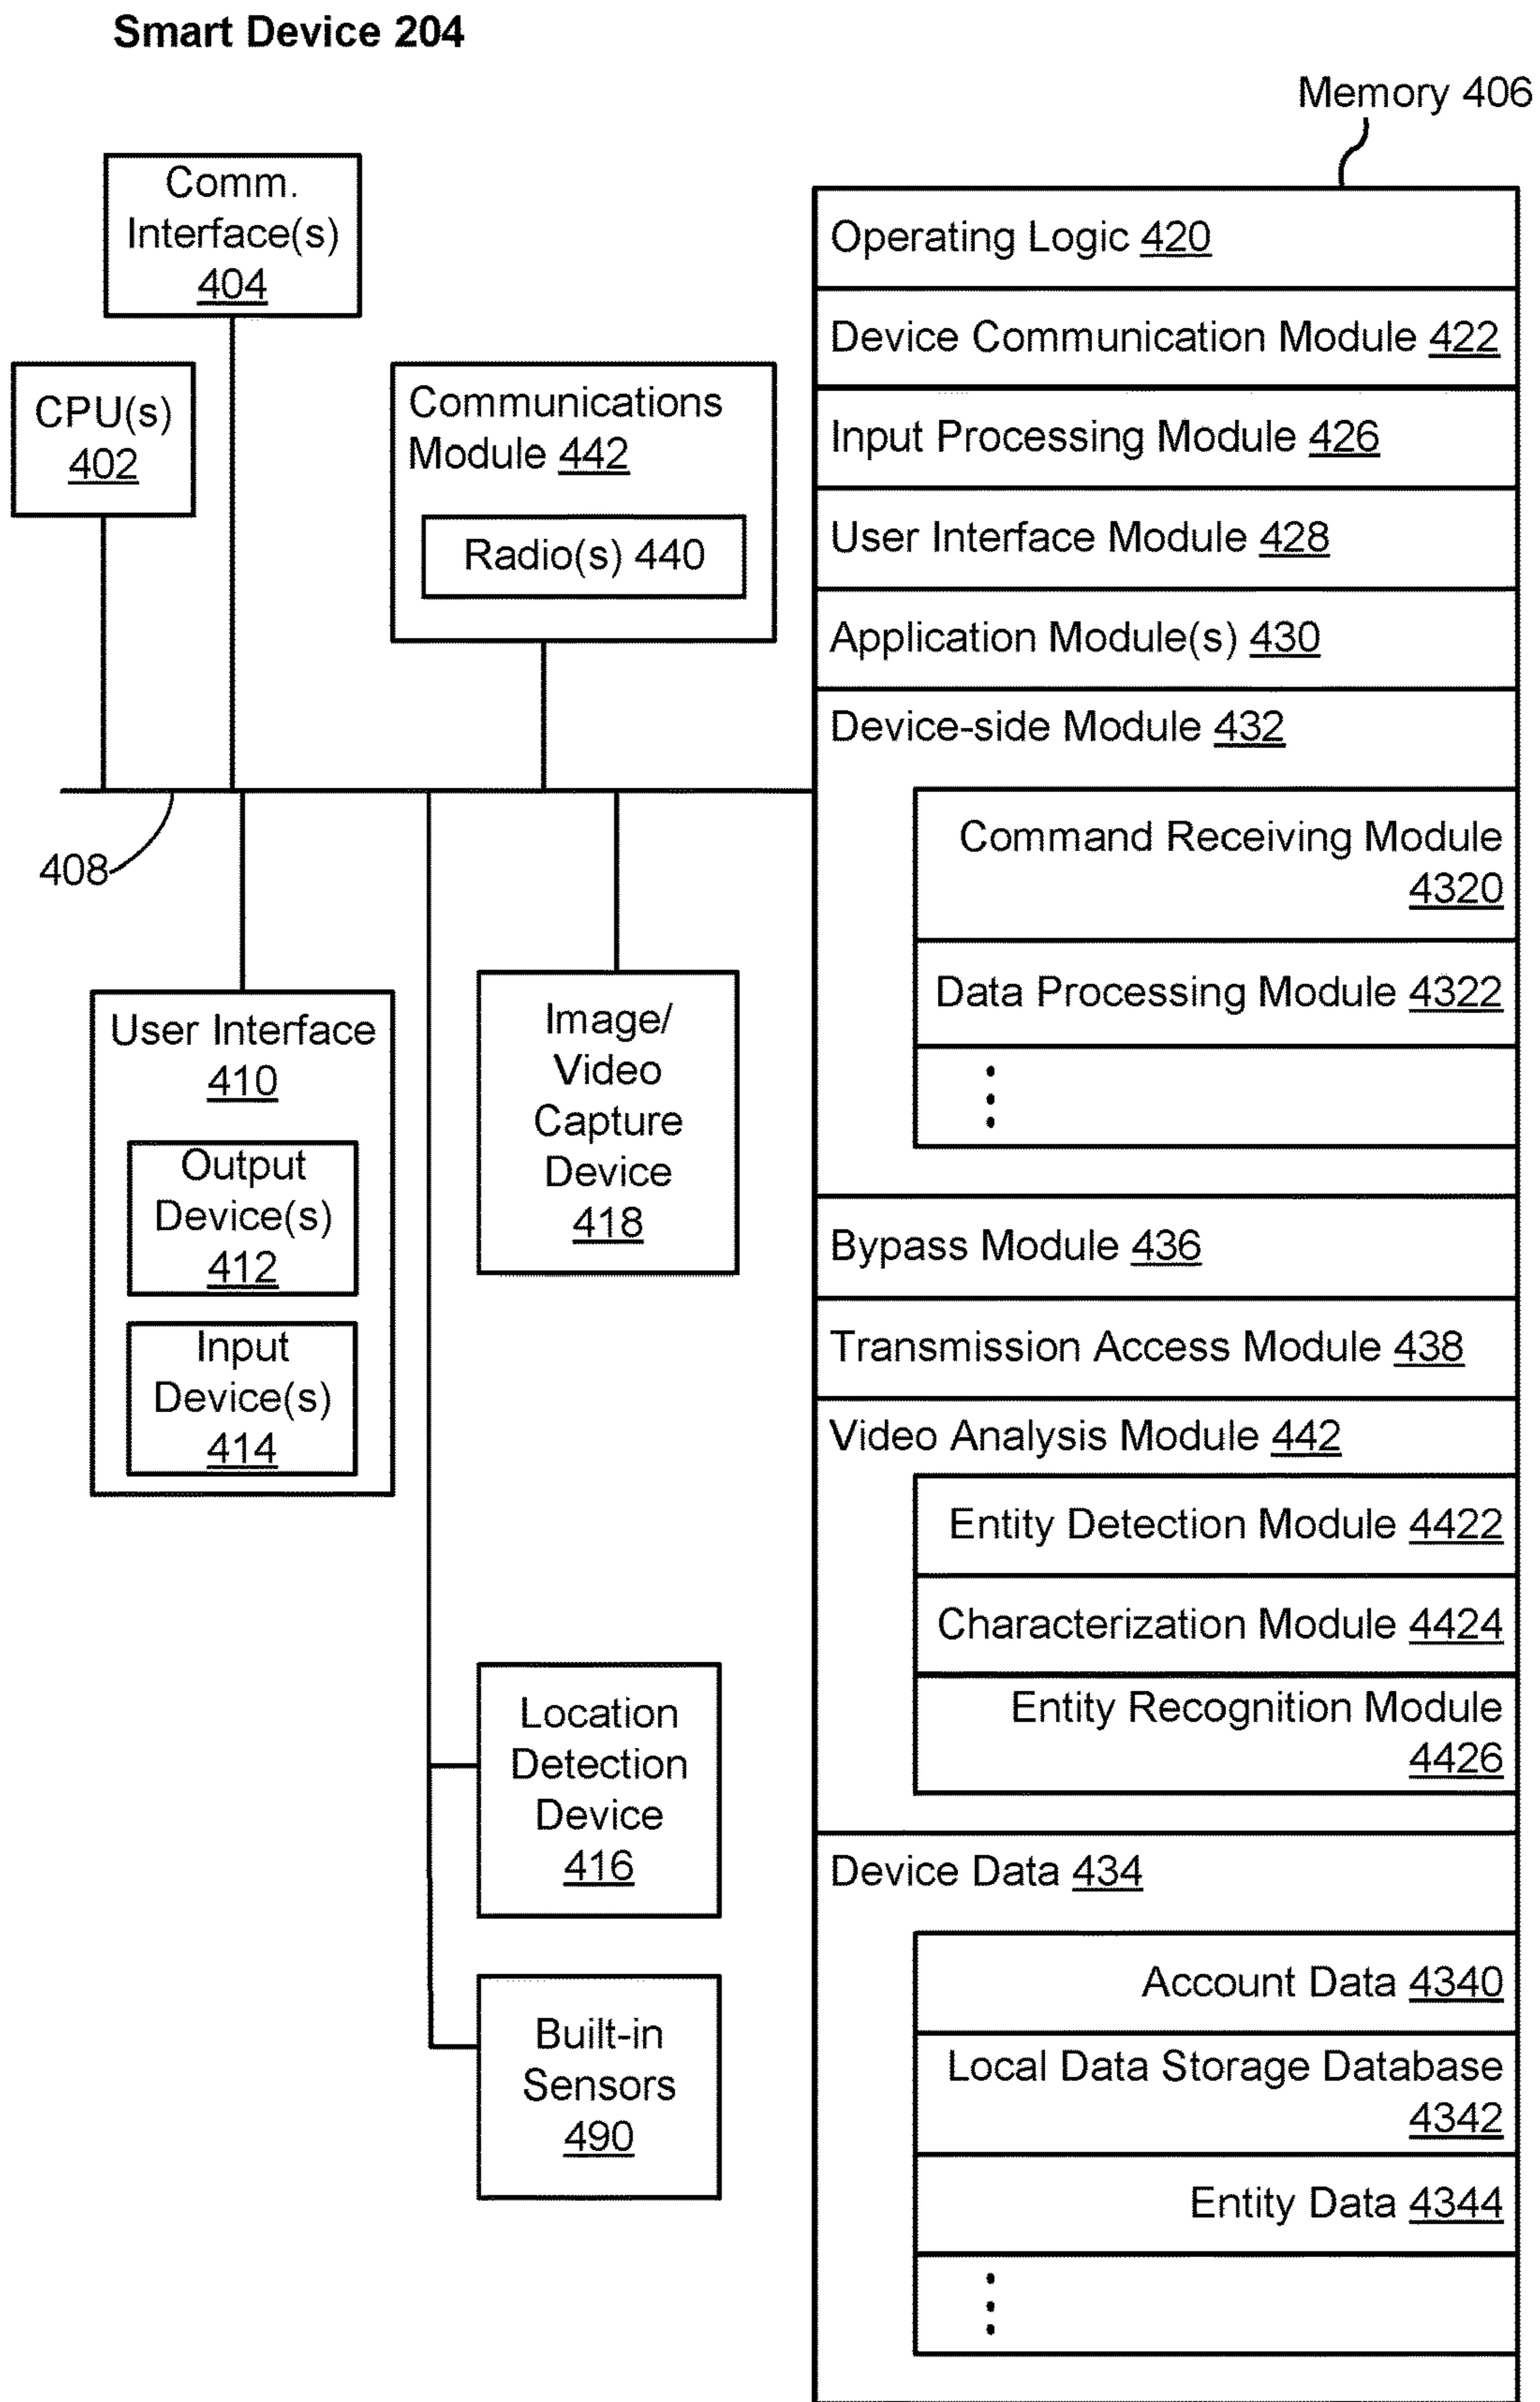 Smart Device 204
Memory 406
Comm.
Interface(s)
404
CPU(s)
402
Communications
Module 442
Radio(s) 440
408
User Interface
410
Output
Device(s)
412
Input
Device(s)
414
Image/
Video
Capture
Device
418
Location
Detection
Device
416
Built-in
Sensors
490
Operating Logic 420
Device Communication Module 422
Input Processing Module 426
User Interface Module 428
Application Module(s) 430
Device-side Module 432
Command Receiving Module
4320
Data Processing Module 4322
Bypass Module 436
Transmission Access Module 438
Video Analysis Module 442
Entity Detection Module 4422
Characterization Module 4424
Entity Recognition Module
4426
Device Data 434
Account Data 4340
Local Data Storage Database
4342
Entity Data 4344